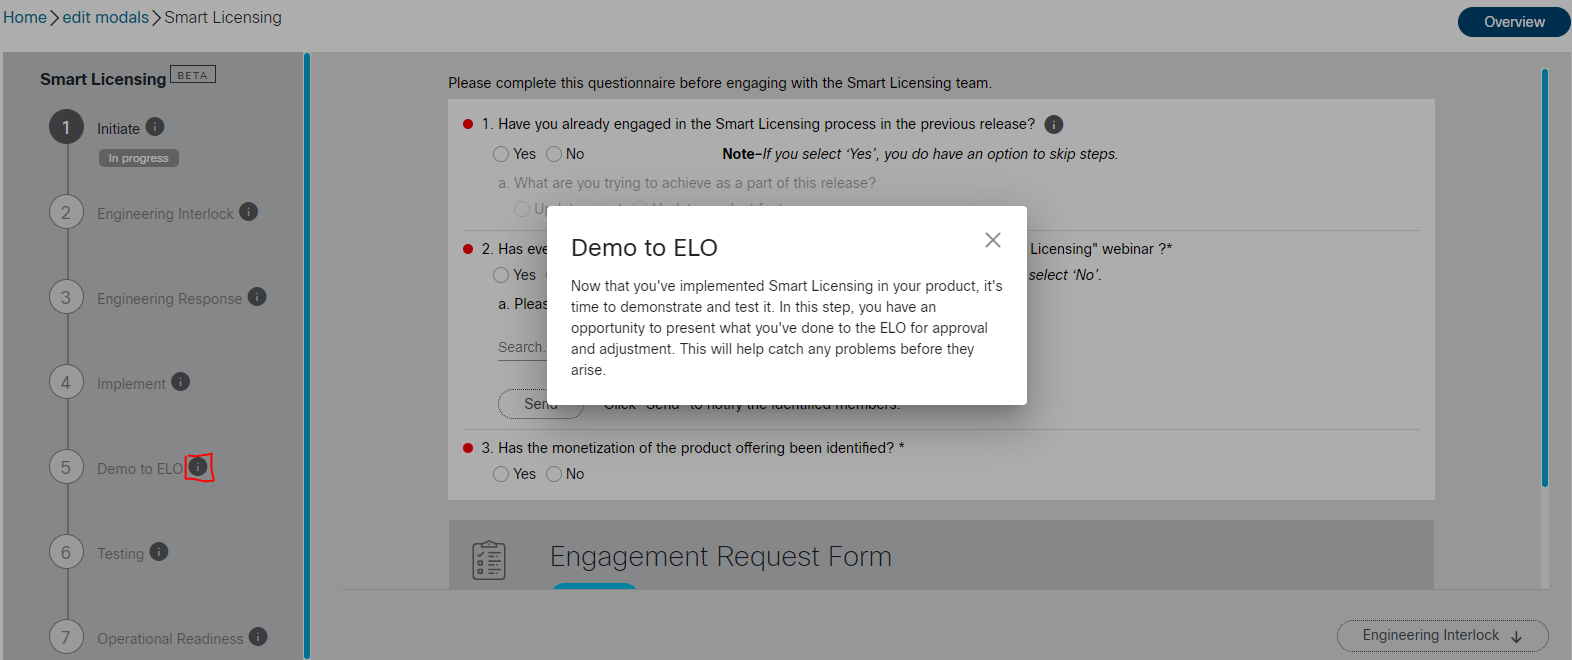 Home > edit modals > Smart Licensing
Overview
Smart Licensing BETA
1 Initiate i
In progress
2 Engineering Interlock i
3 Engineering Response i
4 Implement i
5 Demo to ELO i
6 Testing i
7 Operational Readiness i
Please complete this questionnaire before engaging with the Smart Licensing team.
1. Have you already engaged in the Smart Licensing process in the previous release? i
Yes No Note-If you select ‘Yes’, you do have an option to skip steps.
a. What are you trying to achieve as a part of this release?
2. Has Licensing" webinar ?*
Yes select ‘No’.
a.
Search.
Send Click "Send" to notify the identified members.
Demo to ELO
Now that you've implemented Smart Licensing in your product, it's
time to demonstrate and test it. In this step, you have an
opportunity to present what you've done to the ELO for approval
and adjustment. This will help catch any problems before they
arise.
3. Has the monetization of the product offering been identified? *
Yes No
Engagement Request Form
Engineering Interlock ↓